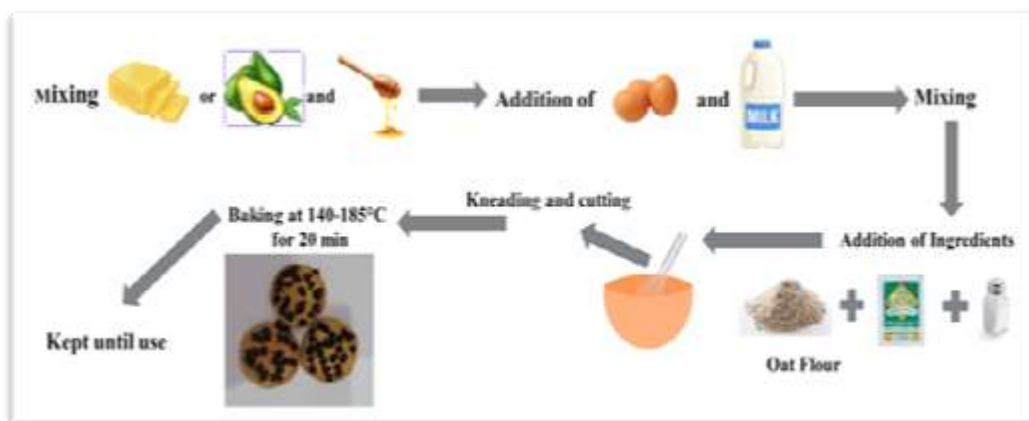 Mixing or and
Addition of and
MILK
Mixing
Addition of Ingredients
Oat Flour
Kneading and cutting
Baking at 140-185°C
for 20 min
Kept until use